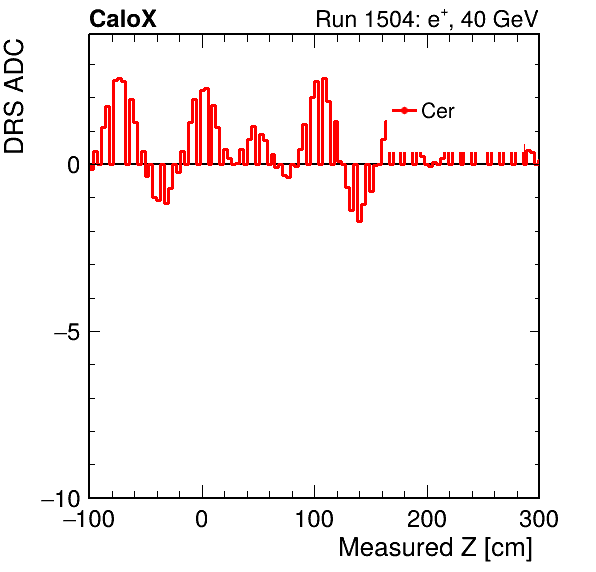 CaloX Run 1504: e⁺, 40 GeV
DRS ADC
Cer
0
−5
−10
−100 0 100 200 300
Measured Z [cm]